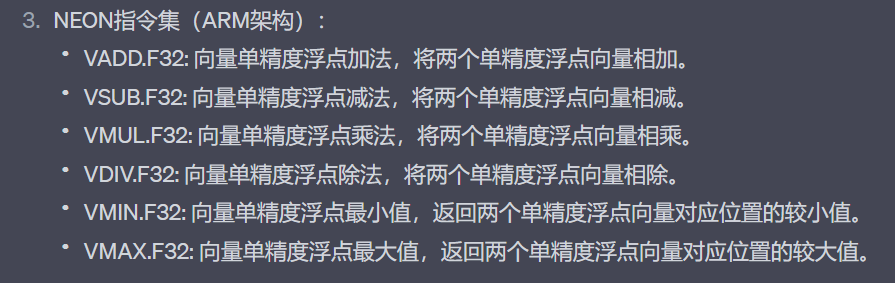 3. NEON指令集（ARM架构）：
• VADD.F32: 向量单精度浮点加法，将两个单精度浮点向量相加。
• VSUB.F32: 向量单精度浮点减法，将两个单精度浮点向量相减。
• VMUL.F32: 向量单精度浮点乘法，将两个单精度浮点向量相乘。
• VDIV.F32: 向量单精度浮点除法，将两个单精度浮点向量相除。
• VMIN.F32: 向量单精度浮点最小值，返回两个单精度浮点向量对应位置的较小值。
• VMAX.F32: 向量单精度浮点最大值，返回两个单精度浮点向量对应位置的较大值。